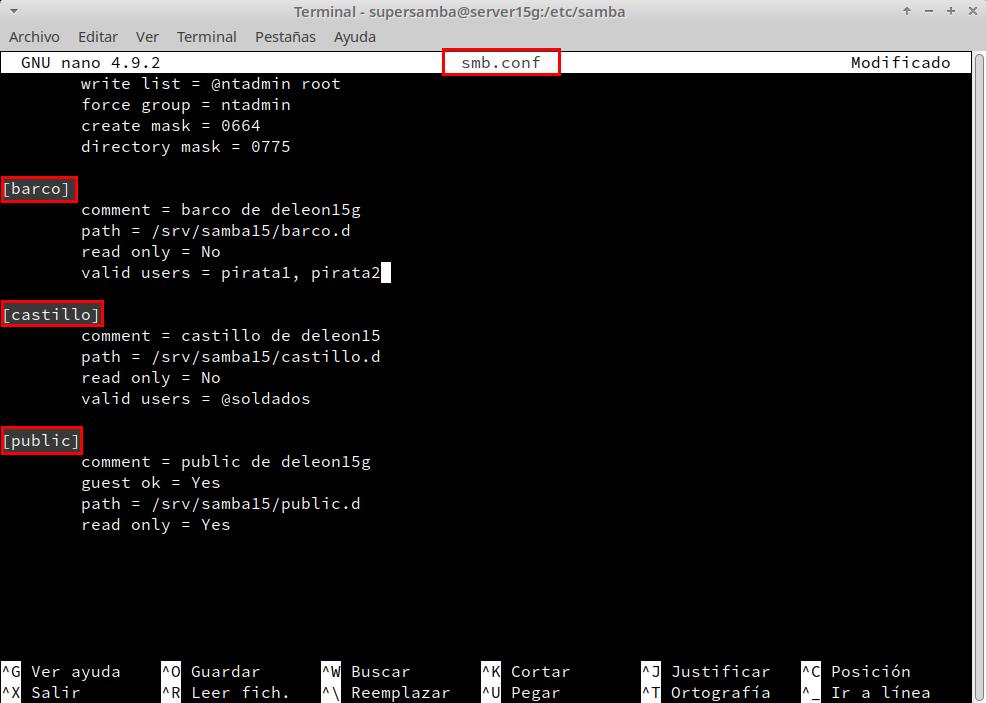 Terminal - supersamba@server15g:/etc/samba
Archivo Editar Ver Terminal Pestañas Ayuda
GNU nano 4.9.2 smb.conf Modificado
write list = @ntadmin root
force group = ntadmin
create mask = 0664
directory mask = 0775
[barco]
comment = barco de deleon15g
path = /srv/samba15/barco.d
read only = No
valid users = pirata1, pirata2
[castillo]
comment = castillo de deleon15
path = /srv/samba15/castillo.d
read only = No
valid users = @soldados
[public]
comment = public de deleon15g
guest ok = Yes
path = /srv/samba15/public.d
read only = Yes
^G Ver ayuda ^O Guardar ^W Buscar ^K Cortar ^J Justificar ^C Posición
^X Salir ^R Leer fich. ^\ Reemplazar ^U Pegar ^T Ortografía ^_ Ir a línea